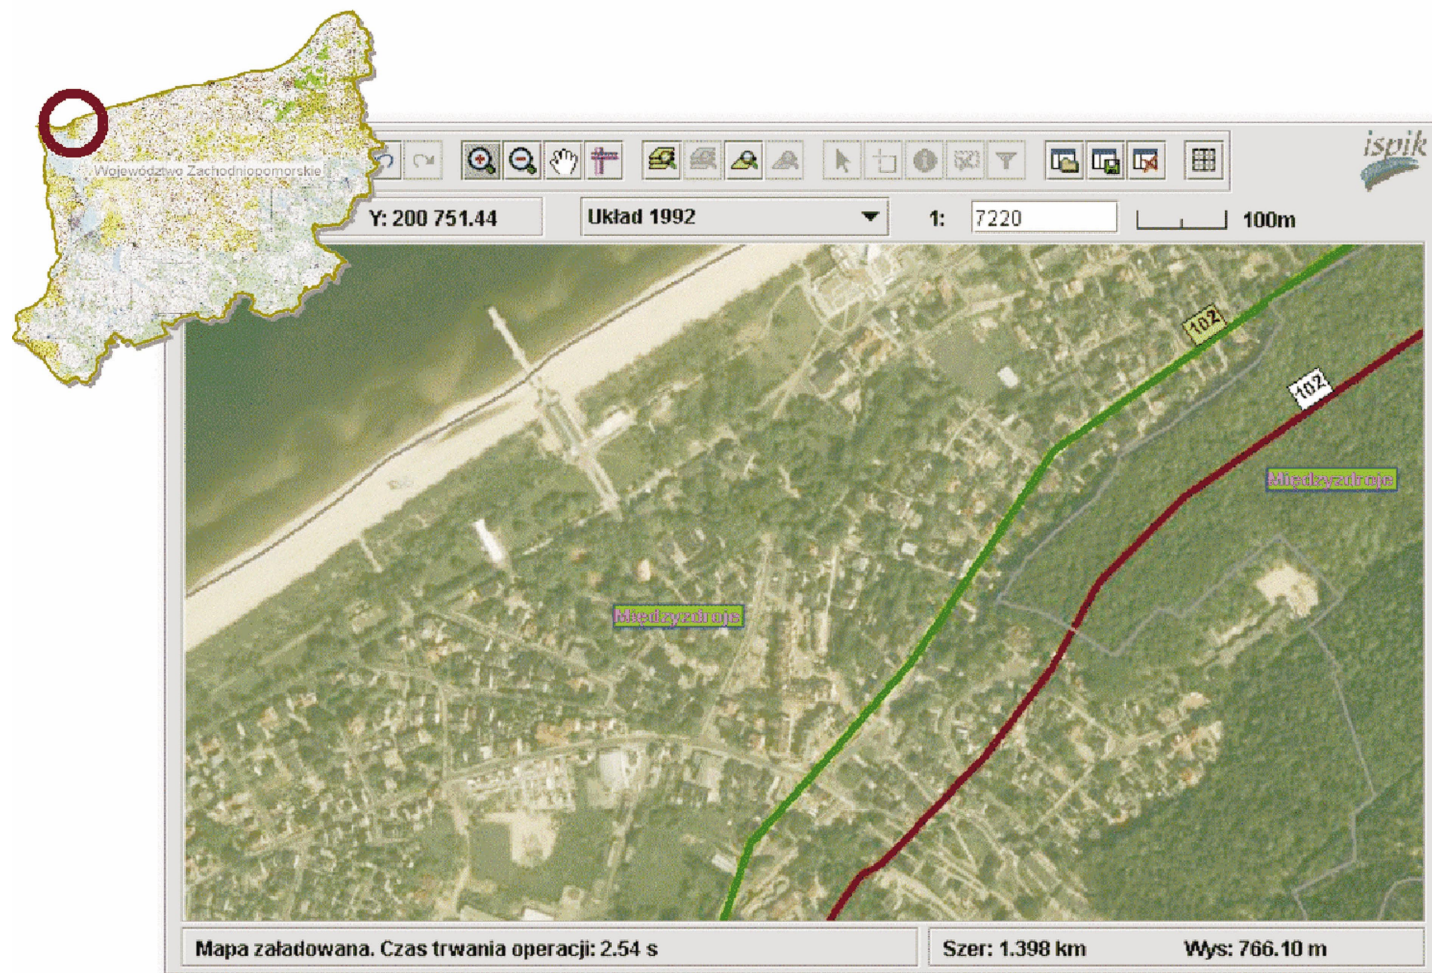 ispik
Województwo Zachodniopomorskie
Y: 200 751.44
Układ 1992
1:
7220
100m
102
102
Międzyzdroje
Międzyzdroje
Mapa załadowana. Czas trwania operacji: 2.54 s
Szer: 1.398 km
Wys: 766.10 m